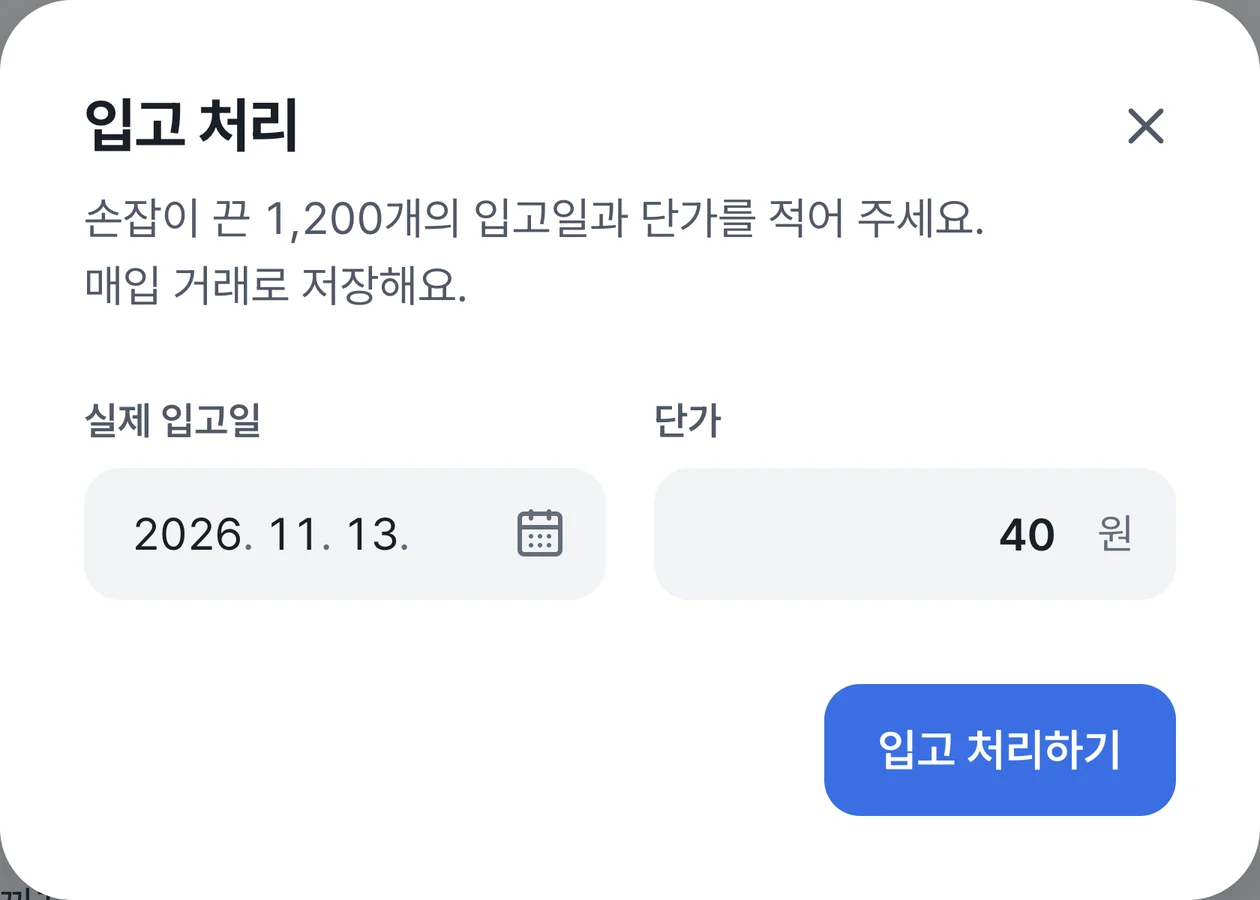 입고 처리
손잡이 끈 1,200개의 입고일과 단가를 적어 주세요.
매입 거래로 저장해요.
실제 입고일
단가
2026. 11. 13.
40 원
입고 처리하기